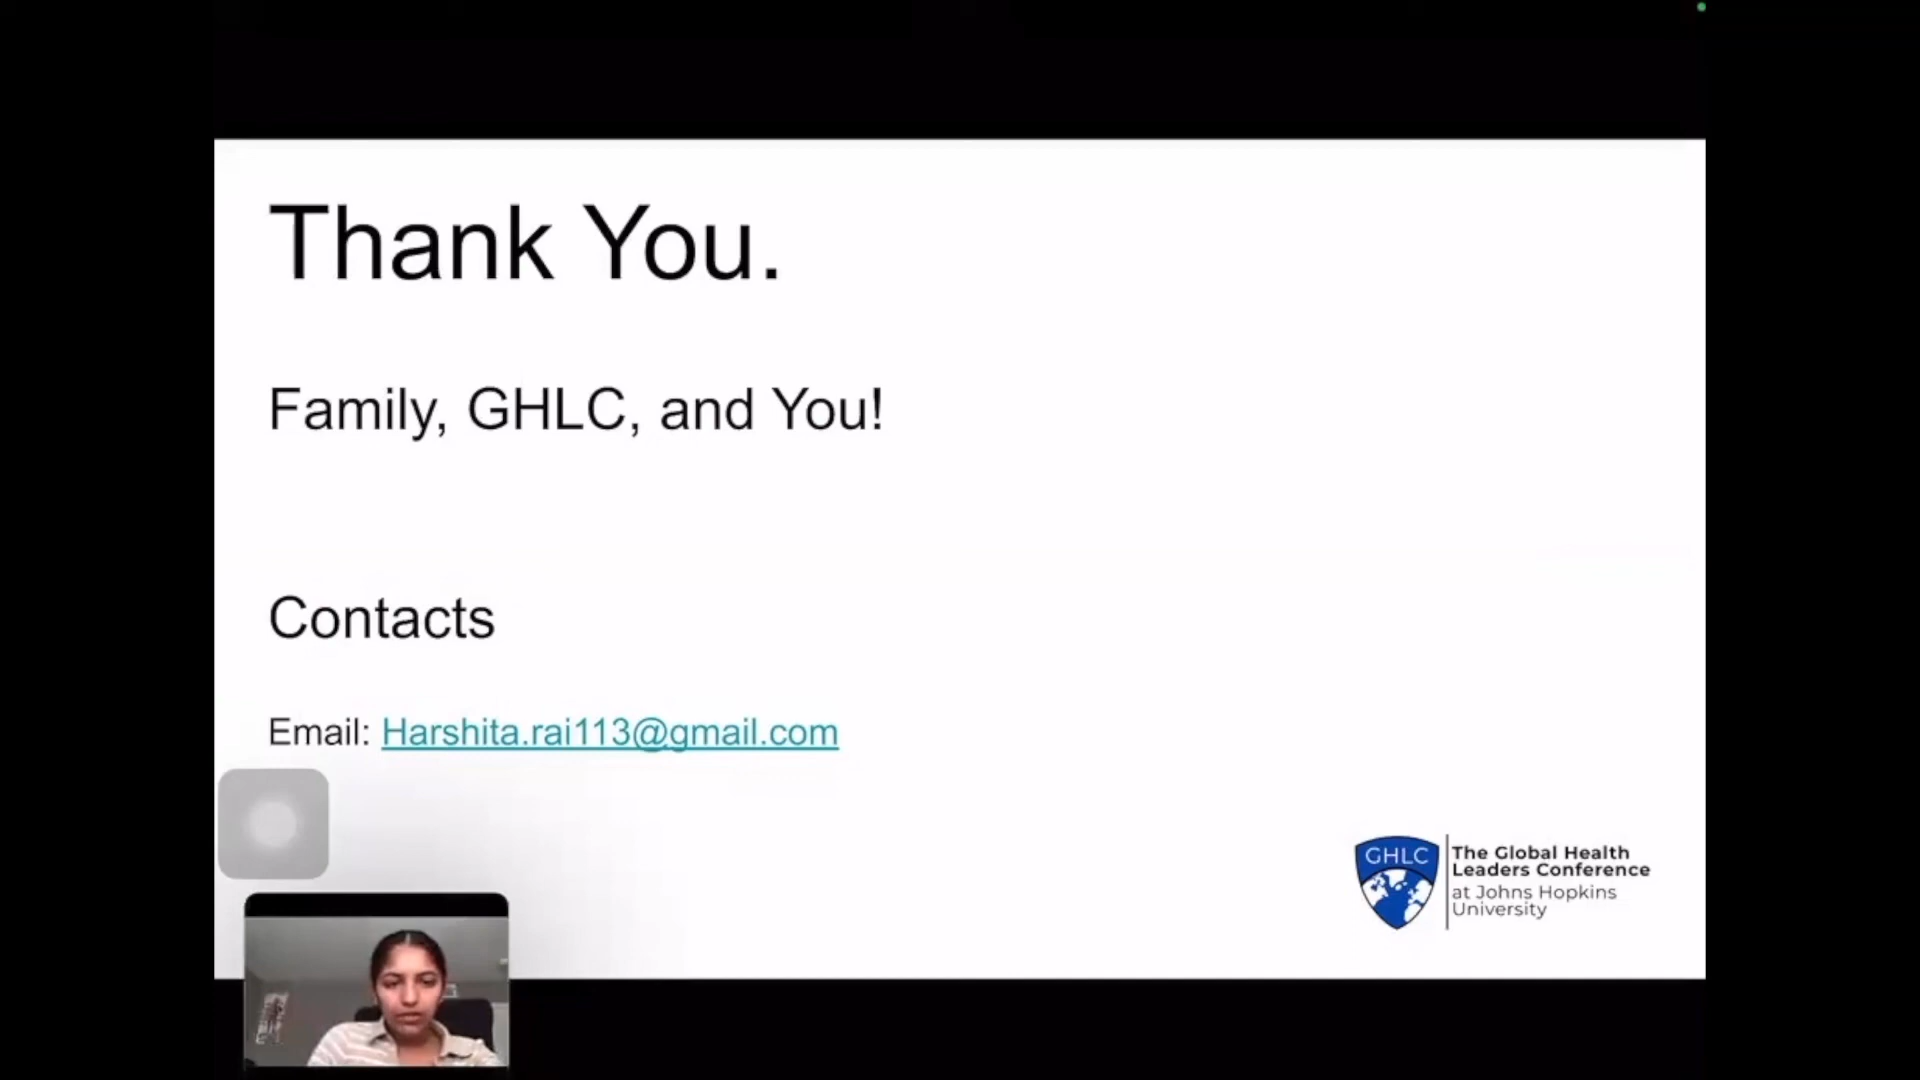 Thank You.
Family, GHLC, and You!
Contacts
Email: Harshita.rai113@gmail.com
GHLC
The Global Health
Leaders Conference
at Johns Hopkins
University